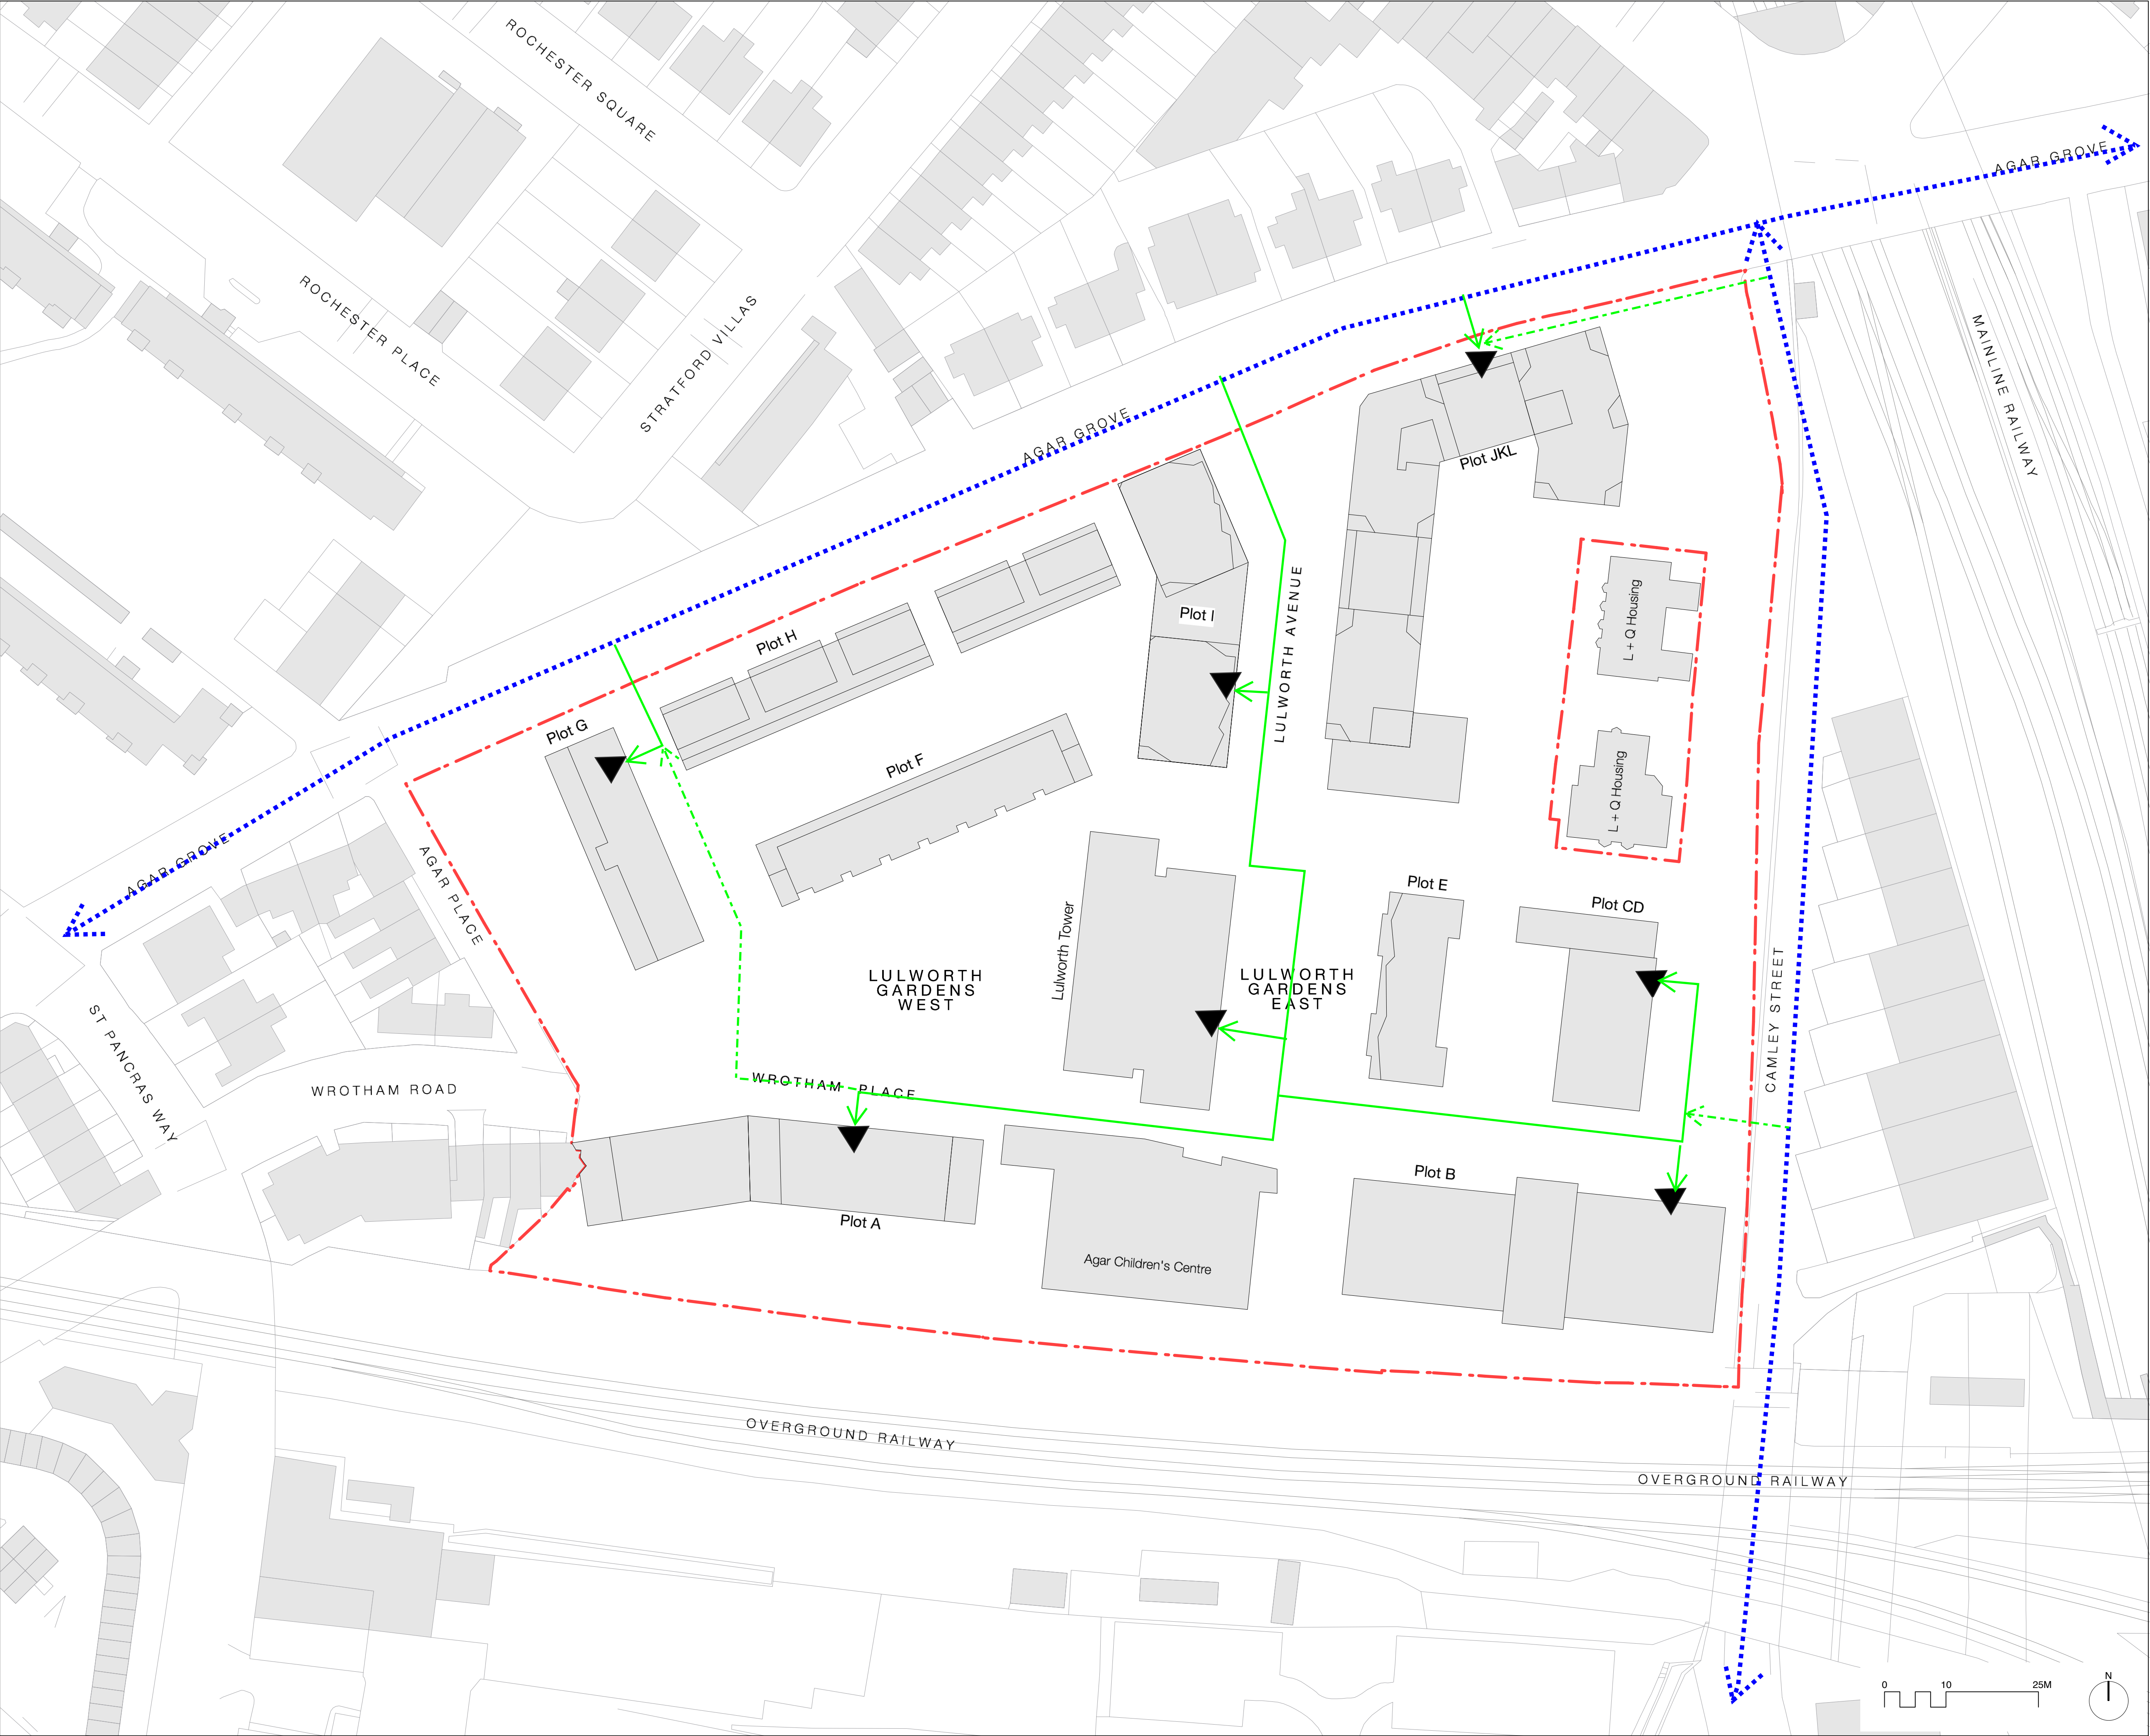 ROCHESTER SQUARE
AGAR GROVE
ROCHESTER PLACE
STRATFORD VILLAS
MAINLINE RAILWAY
AGAR GROVE
Plot JKL
LULWORTH AVENUE
Plot I
L + Q Housing
Plot H
Plot G
Plot F
L + Q Housing
AGAR GROVE
AGAR PLACE
Plot E
Plot CD
Lulworth Tower
LULWORTH
GARDENS
WEST
LULWORTH
GARDENS
EAST
CAMLEY STREET
ST PANCRAS WAY
WROTHAM ROAD
WROTHAM PLACE
Plot B
Plot A
Agar Children's Centre
OVERGROUND RAILWAY
OVERGROUND RAILWAY
N
0 10 25M